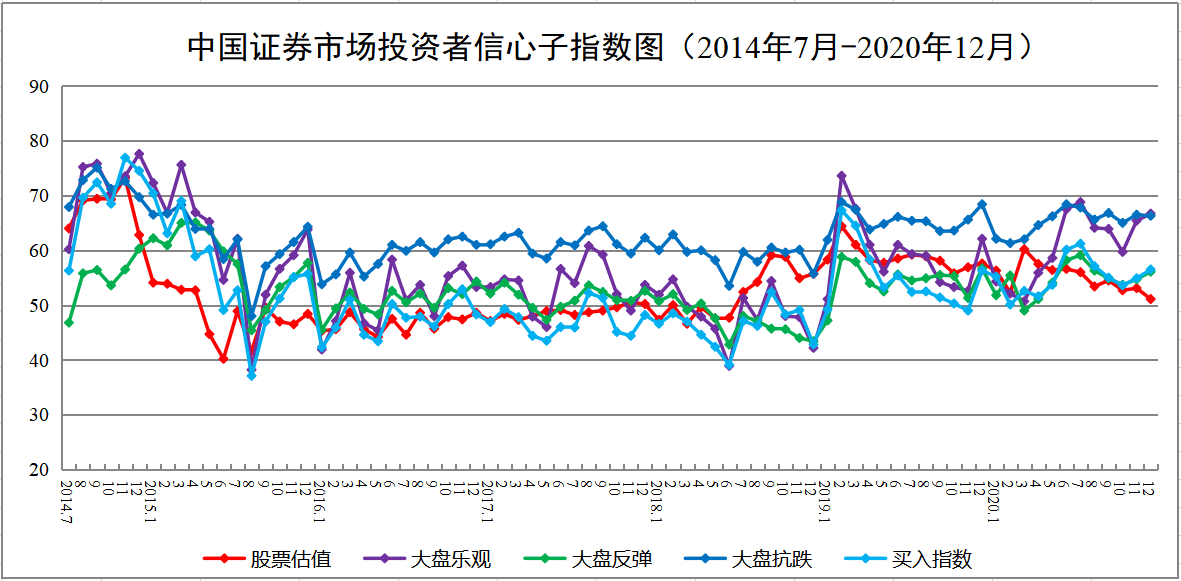 中国证券市场投资者信心子指数图（2014年7月-2020年12月）
90
80
70
60
50
40
30
20
2014.7 8 9 10 11 12 2015.1 2 3 4 5 6 7 8 9 10 11 12 2016.1 2 3 4 5 6 7 8 9 10 11 12 2017.1 2 3 4 5 6 7 8 9 10 11 12 2018.1 2 3 4 5 6 7 8 9 10 11 12 2019.1 2 3 4 5 6 7 8 9 10 11 12 2020.1 2 3 4 5 6 7 8 9 10 11 12
股票估值 大盘乐观 大盘反弹 大盘抗跌 买入指数